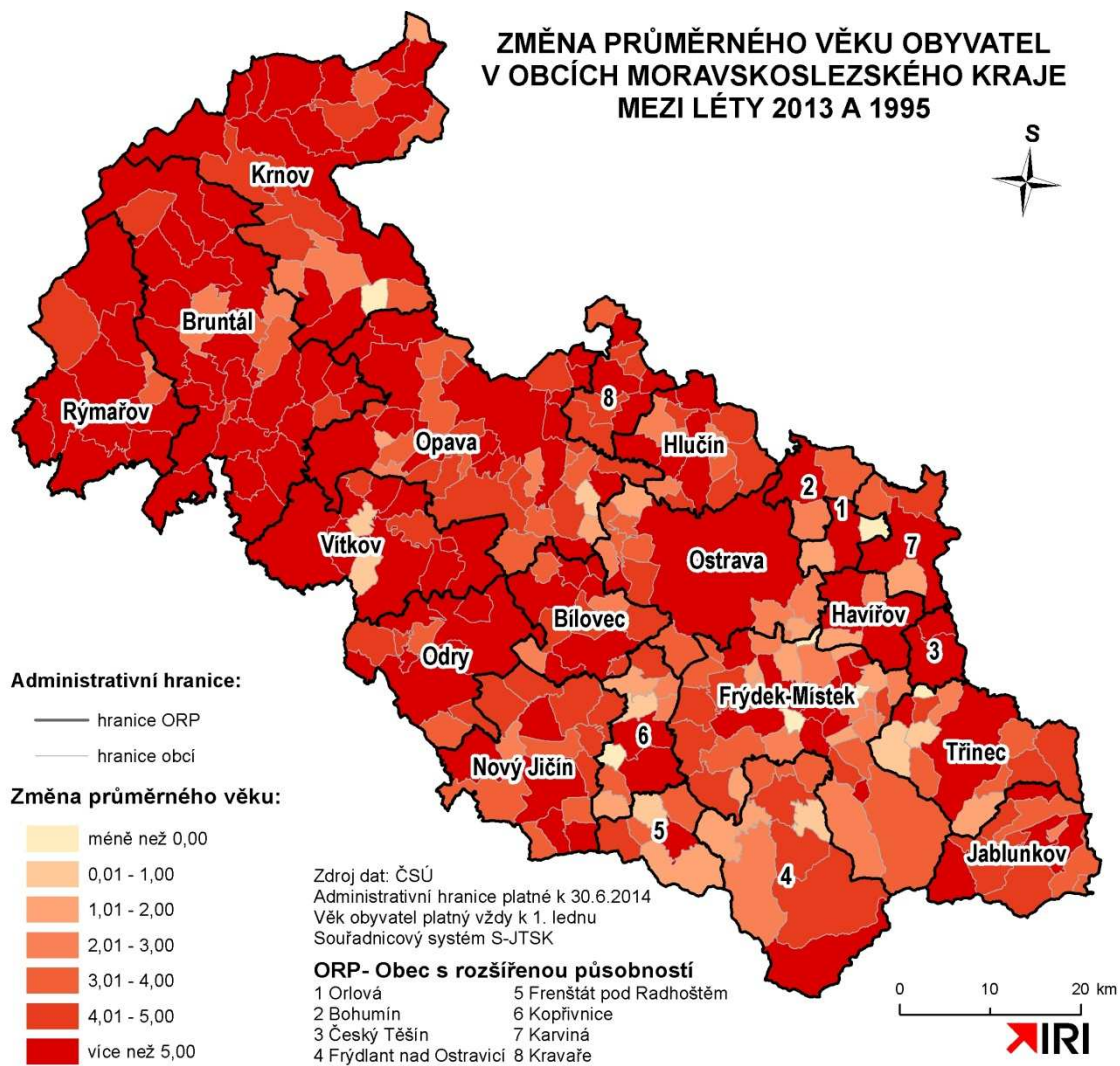 ZMĚNA PRŮMĚRNÉHO VĚKU OBYVATEL
V OBCÍCH MORAVSKOSLEZSKÉHO KRAJE
MEZI LÉTY 2013 A 1995
S
Krnov
Bruntál
Rýmařov
8
Opava
Hlučín
2
1
7
Vítkov
Ostrava
Havířov
Bílovec
3
Odry
Frýdek-Místek
6
Třinec
Nový Jičín
5
Jablunkov
4
Administrativní hranice:
hranice ORP
hranice obcí
Změna průměrného věku:
méně než 0,00
0,01 - 1,00
1,01 - 2,00
2,01 - 3,00
3,01 - 4,00
4,01 - 5,00
více než 5,00
Zdroj dat: ČSÚ
Administrativní hranice platné k 30.6.2014
Věk obyvatel platný vždy k 1. lednu
Souřadnicový systém S-JTSK
ORP- Obec s rozšířenou působností
1 Orlová
2 Bohumín
3 Český Těšín
4 Frýdlant nad Ostravicí
5 Frenštát pod Radhoštěm
6 Kopřivnice
7 Karviná
8 Kravaře
0 10 20 km
IRI